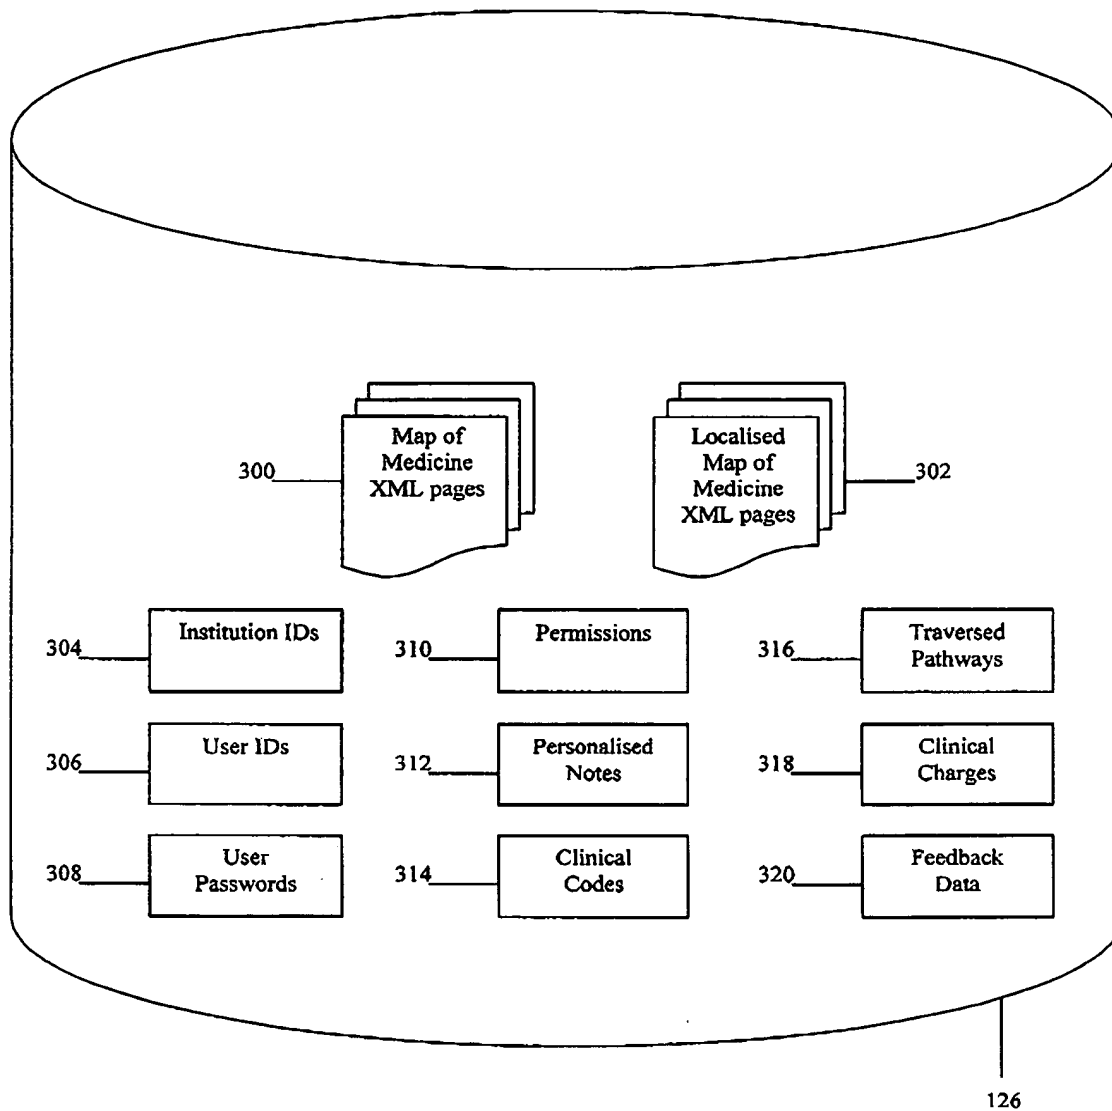 Map of
Medicine
XML pages
300
Localised
Map of
Medicine
XML pages
302
304
Institution IDs
310
Permissions
316
Traversed
Pathways
306
User IDs
312
Personalised
Notes
318
Clinical
Charges
308
User
Passwords
314
Clinical
Codes
320
Feedback
Data
126